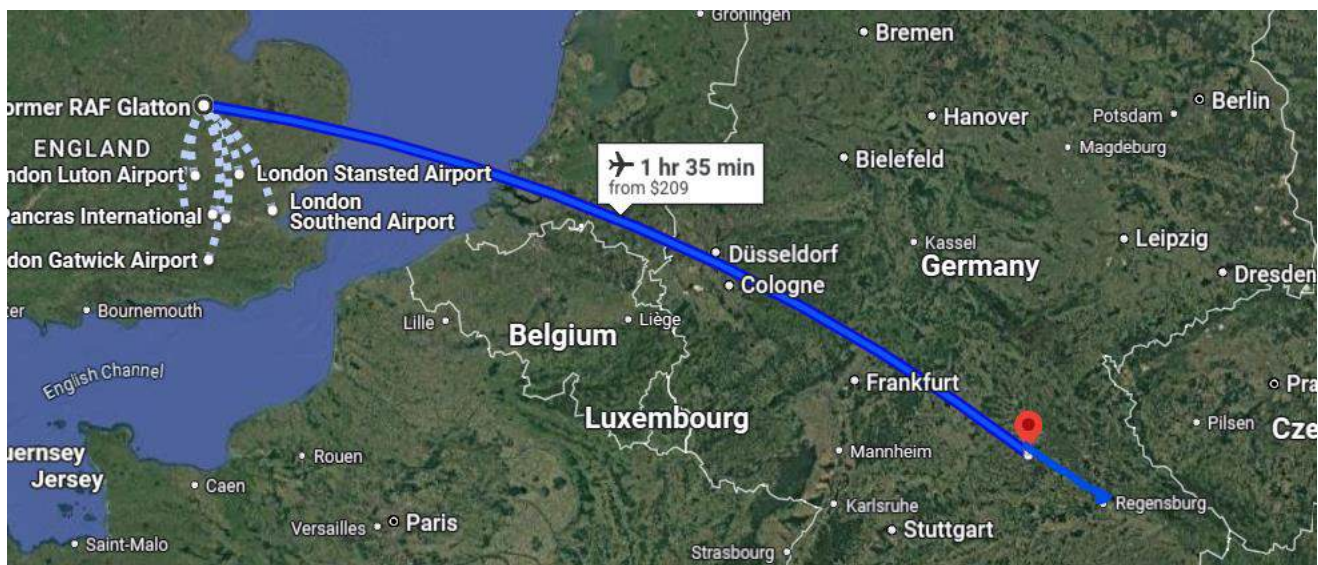 Groningen
Bremen
ormer RAF Glatton
Berlin
Hanover
Potsdam
ENGLAND
Magdeburg
1 hr 35 min
Bielefeld
from $209
ndon Luton Airport
London Stansted Airport
London
Southend Airport
Pancras International
Leipzig
Kassel
Düsseldorf
ndon Gatwick Airport
Germany
Dresden
Cologne
ter
Bournemouth
Lille
Liège
Belgium
English Channel
Frankfurt
Pra
Luxembourg
Pilsen
Cze
uernsey
Rouen
Mannheim
Jersey
Caen
Karlsruhe
Regensburg
Versailles
Paris
Stuttgart
Saint-Malo
Strasbourg